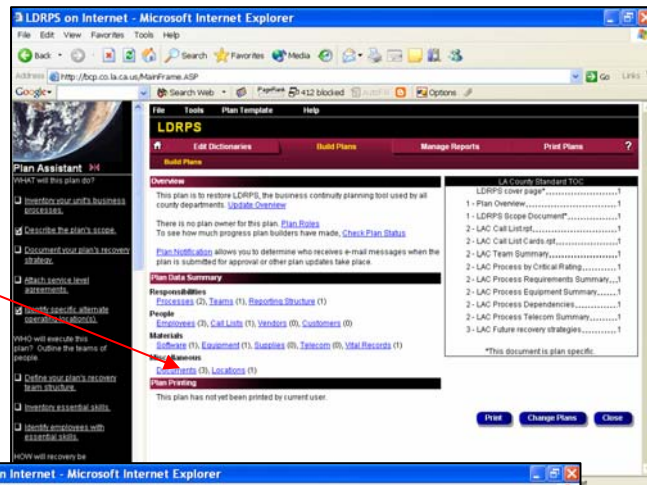 LDRPS on Internet - Microsoft Internet Explorer
File Edit View Favorites Tools Help
Back Search Favorites Media
Address http://bcp.co.la.ca.us/MainFrame.ASP Go Links
Google Search Web PageRank 412 blocked AutoFill Options
File Tools Plan Template Help
LDRPS
Edit Dictionaries Build Plans Manage Reports Print Plans ?
Build Plans
Plan Assistant
WHAT will this plan do?
Inventory your unit's business
processes.
Describe the plan's scope.
Document your plan's recovery
strategy.
Attach service level
agreements.
Identify specific alternate
operating location(s).
WHO will execute this
plan? Outline the teams of
people.
Define your plan's recovery
team structure.
Inventory essential skills.
Identify employees with
essential skills.
HOW will recovery be
Overview
This plan is to restore LDRPS, the business continuity planning tool used by all
county departments. Update Overview
There is no plan owner for this plan. Plan Roles
To see how much progress plan builders have made, Check Plan Status
Plan Notification allows you to determine who receives e-mail messages when the
plan is submitted for approval or other plan updates take place.
Plan Data Summary
Responsibilities
Processes (2), Teams (1), Reporting Structure (1)
People
Employees (3), Call Lists (1), Vendors (0), Customers (0)
Materials
Software (1), Equipment (1), Supplies (0), Telecom (0), Vital Records (1)
Miscellaneous
Documents (3), Locations (1)
Plan Printing
This plan has not yet been printed by current user.
LA County Standard TOC
LDRPS cover page*..................1
1 - Plan Overview..................1
1 - LDRPS Scope Document*..................1
2 - LAC Call List.rpt..................1
2 - LAC Call List Cards.rpt..................1
2 - LAC Team Summary..................1
2 - LAC Process by Critical Rating..................1
2 - LAC Process Requirements Summary...1
2 - LAC Process Equipment Summary......1
2 - LAC Process Dependencies............1
2 - LAC Process Telecom Summary........1
3 - LAC Future recovery strategies............1
*This document is plan specific.
Print Change Plans Close
n Internet - Microsoft Internet Explorer